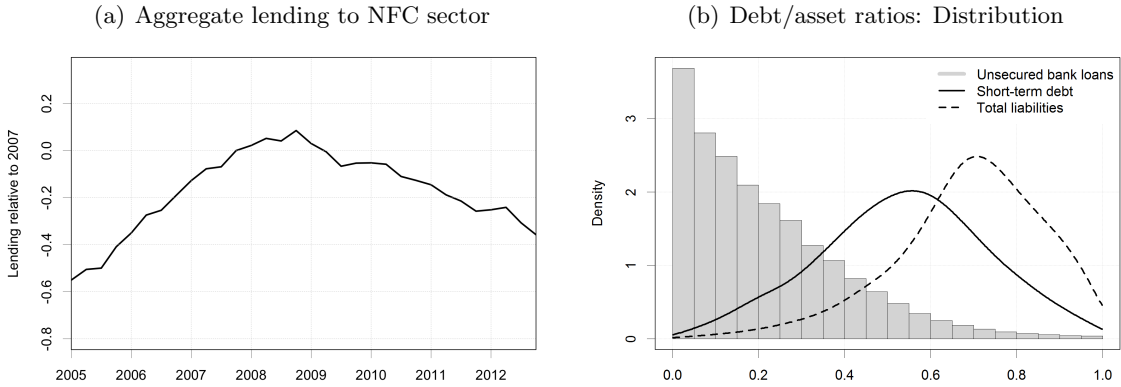 (a) Aggregate lending to NFC sector
Lending relative to 2007
0.2
0.0
-0.2
-0.4
-0.6
-0.8
2005 2006 2007 2008 2009 2010 2011 2012
(b) Debt/asset ratios: Distribution
Unsecured bank loans
Short-term debt
Total liabilities
Density
3
2
1
0
0.0 0.2 0.4 0.6 0.8 1.0